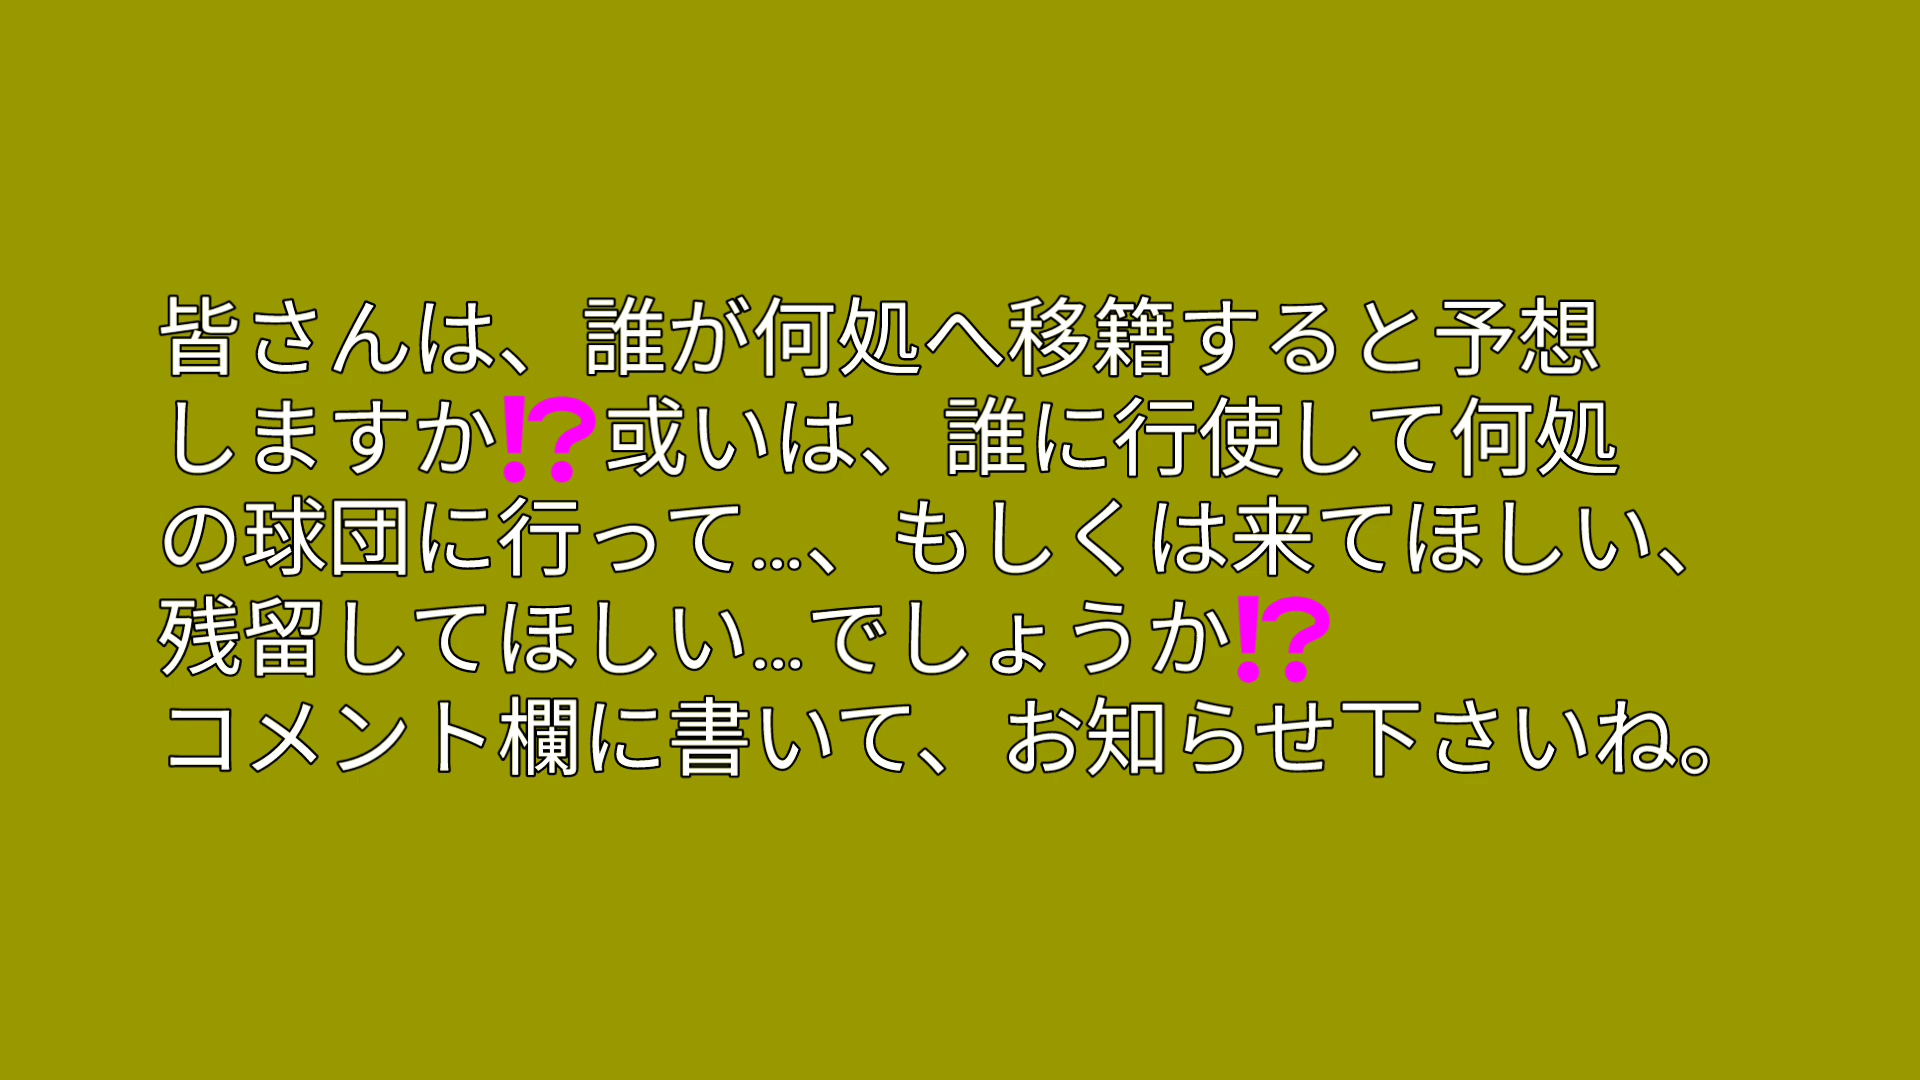 皆さんは、誰が何処へ移籍すると予想
しますか⁉️或いは、誰に行使して何処
の球団に行って…、もしくは来てほしい、
残留してほしい…でしょうか⁉️
コメント欄に書いて、お知らせ下さいね。